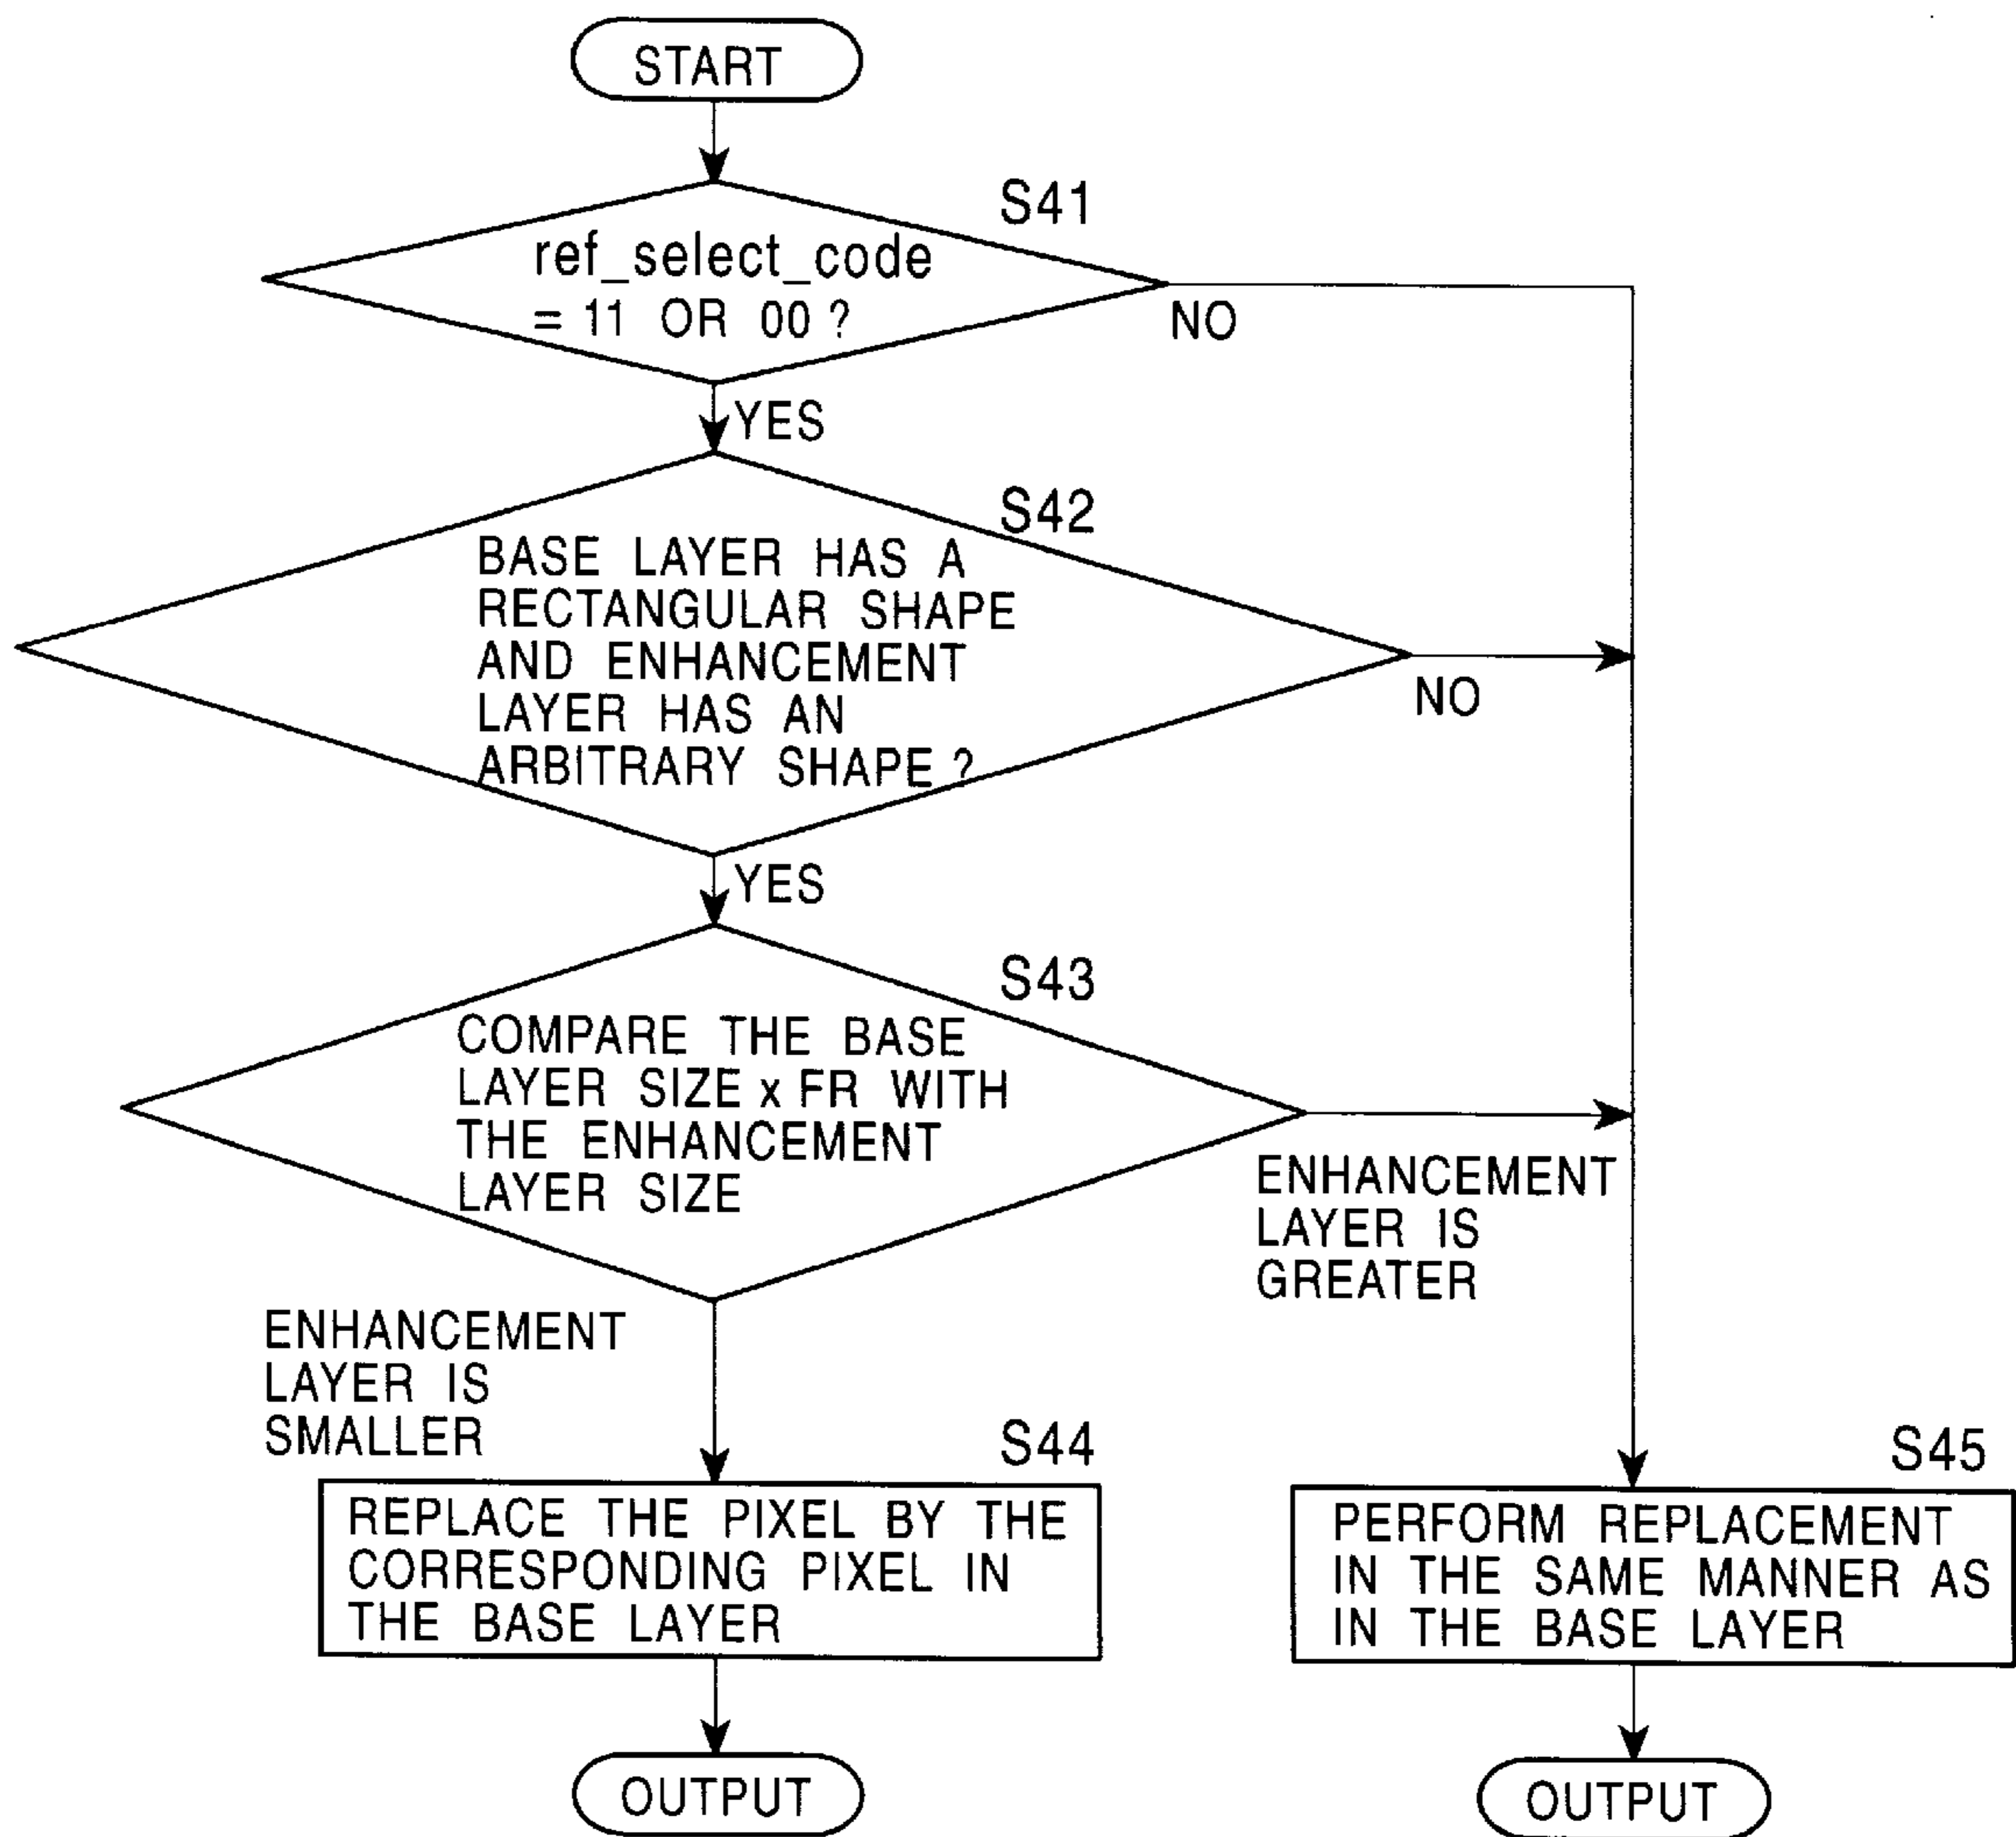 START
S41
ref_select_code
= 11 OR 00 ?
NO
YES
S42
BASE LAYER HAS A
RECTANGULAR SHAPE
AND ENHANCEMENT
LAYER HAS AN
ARBITRARY SHAPE ?
NO
YES
S43
COMPARE THE BASE
LAYER SIZE x FR WITH
THE ENHANCEMENT
LAYER SIZE
ENHANCEMENT
LAYER IS
GREATER
ENHANCEMENT
LAYER IS
SMALLER
S44
REPLACE THE PIXEL BY THE
CORRESPONDING PIXEL IN
THE BASE LAYER
S45
PERFORM REPLACEMENT
IN THE SAME MANNER AS
IN THE BASE LAYER
OUTPUT
OUTPUT